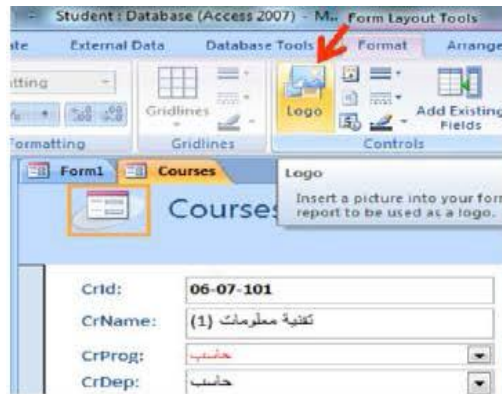 Student : Database (Access 2007) - M..
Form Layout Tools
External Data
Database Tools
Format
Arrange
Gridlines
Logo
Add Existing
Fields
Gridlines
Controls
Form1
Courses
Logo
Insert a picture into your form
report to be used as a logo.
Courses
CrId:
06-07-101
CrName:
تقنية معلومات (1)
CrProg:
حاسب
CrDep:
حاسب